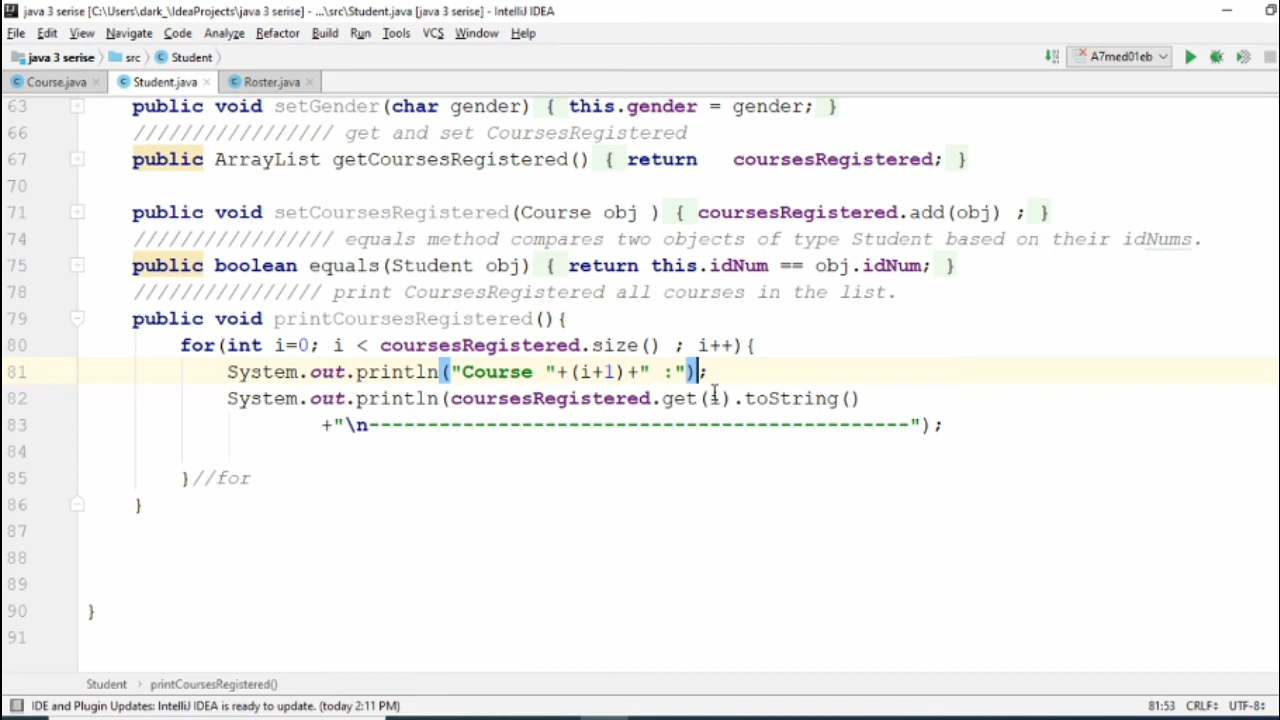 java 3 serise [C:\Users\dark_\IdeaProjects\java 3 serise] - ...\src\Student.java [java 3 serise] - IntelliJ IDEA
File Edit View Navigate Code Analyze Refactor Build Run Tools VCS Window Help
java 3 serise src Student A7med01eb
Course.java Student.java Roster.java
63 public void setGender(char gender) { this.gender = gender; }
66 ///////////////// get and set CoursesRegistered
67 public ArrayList getCoursesRegistered() { return coursesRegistered; }
70
71 public void setCoursesRegistered(Course obj ) { coursesRegistered.add(obj) ; }
74 ///////////////// equals method compares two objects of type Student based on their idNums.
75 public boolean equals(Student obj) { return this.idNum == obj.idNum; }
78 //////////////// print CoursesRegistered all courses in the list.
79 public void printCoursesRegistered(){
80 for(int i=0; i < coursesRegistered.size() ; i++){
81 System.out.println("Course "+(i+1)+" :");
82 System.out.println(coursesRegistered.get(i).toString()
83 +"\n----------------------------------------------");
84
85 }//for
86 }
87
88
89
90 }
91
Student printCoursesRegistered()
IDE and Plugin Updates: IntelliJ IDEA is ready to update. (today 2:11 PM) 81:53 CRLF UTF-8